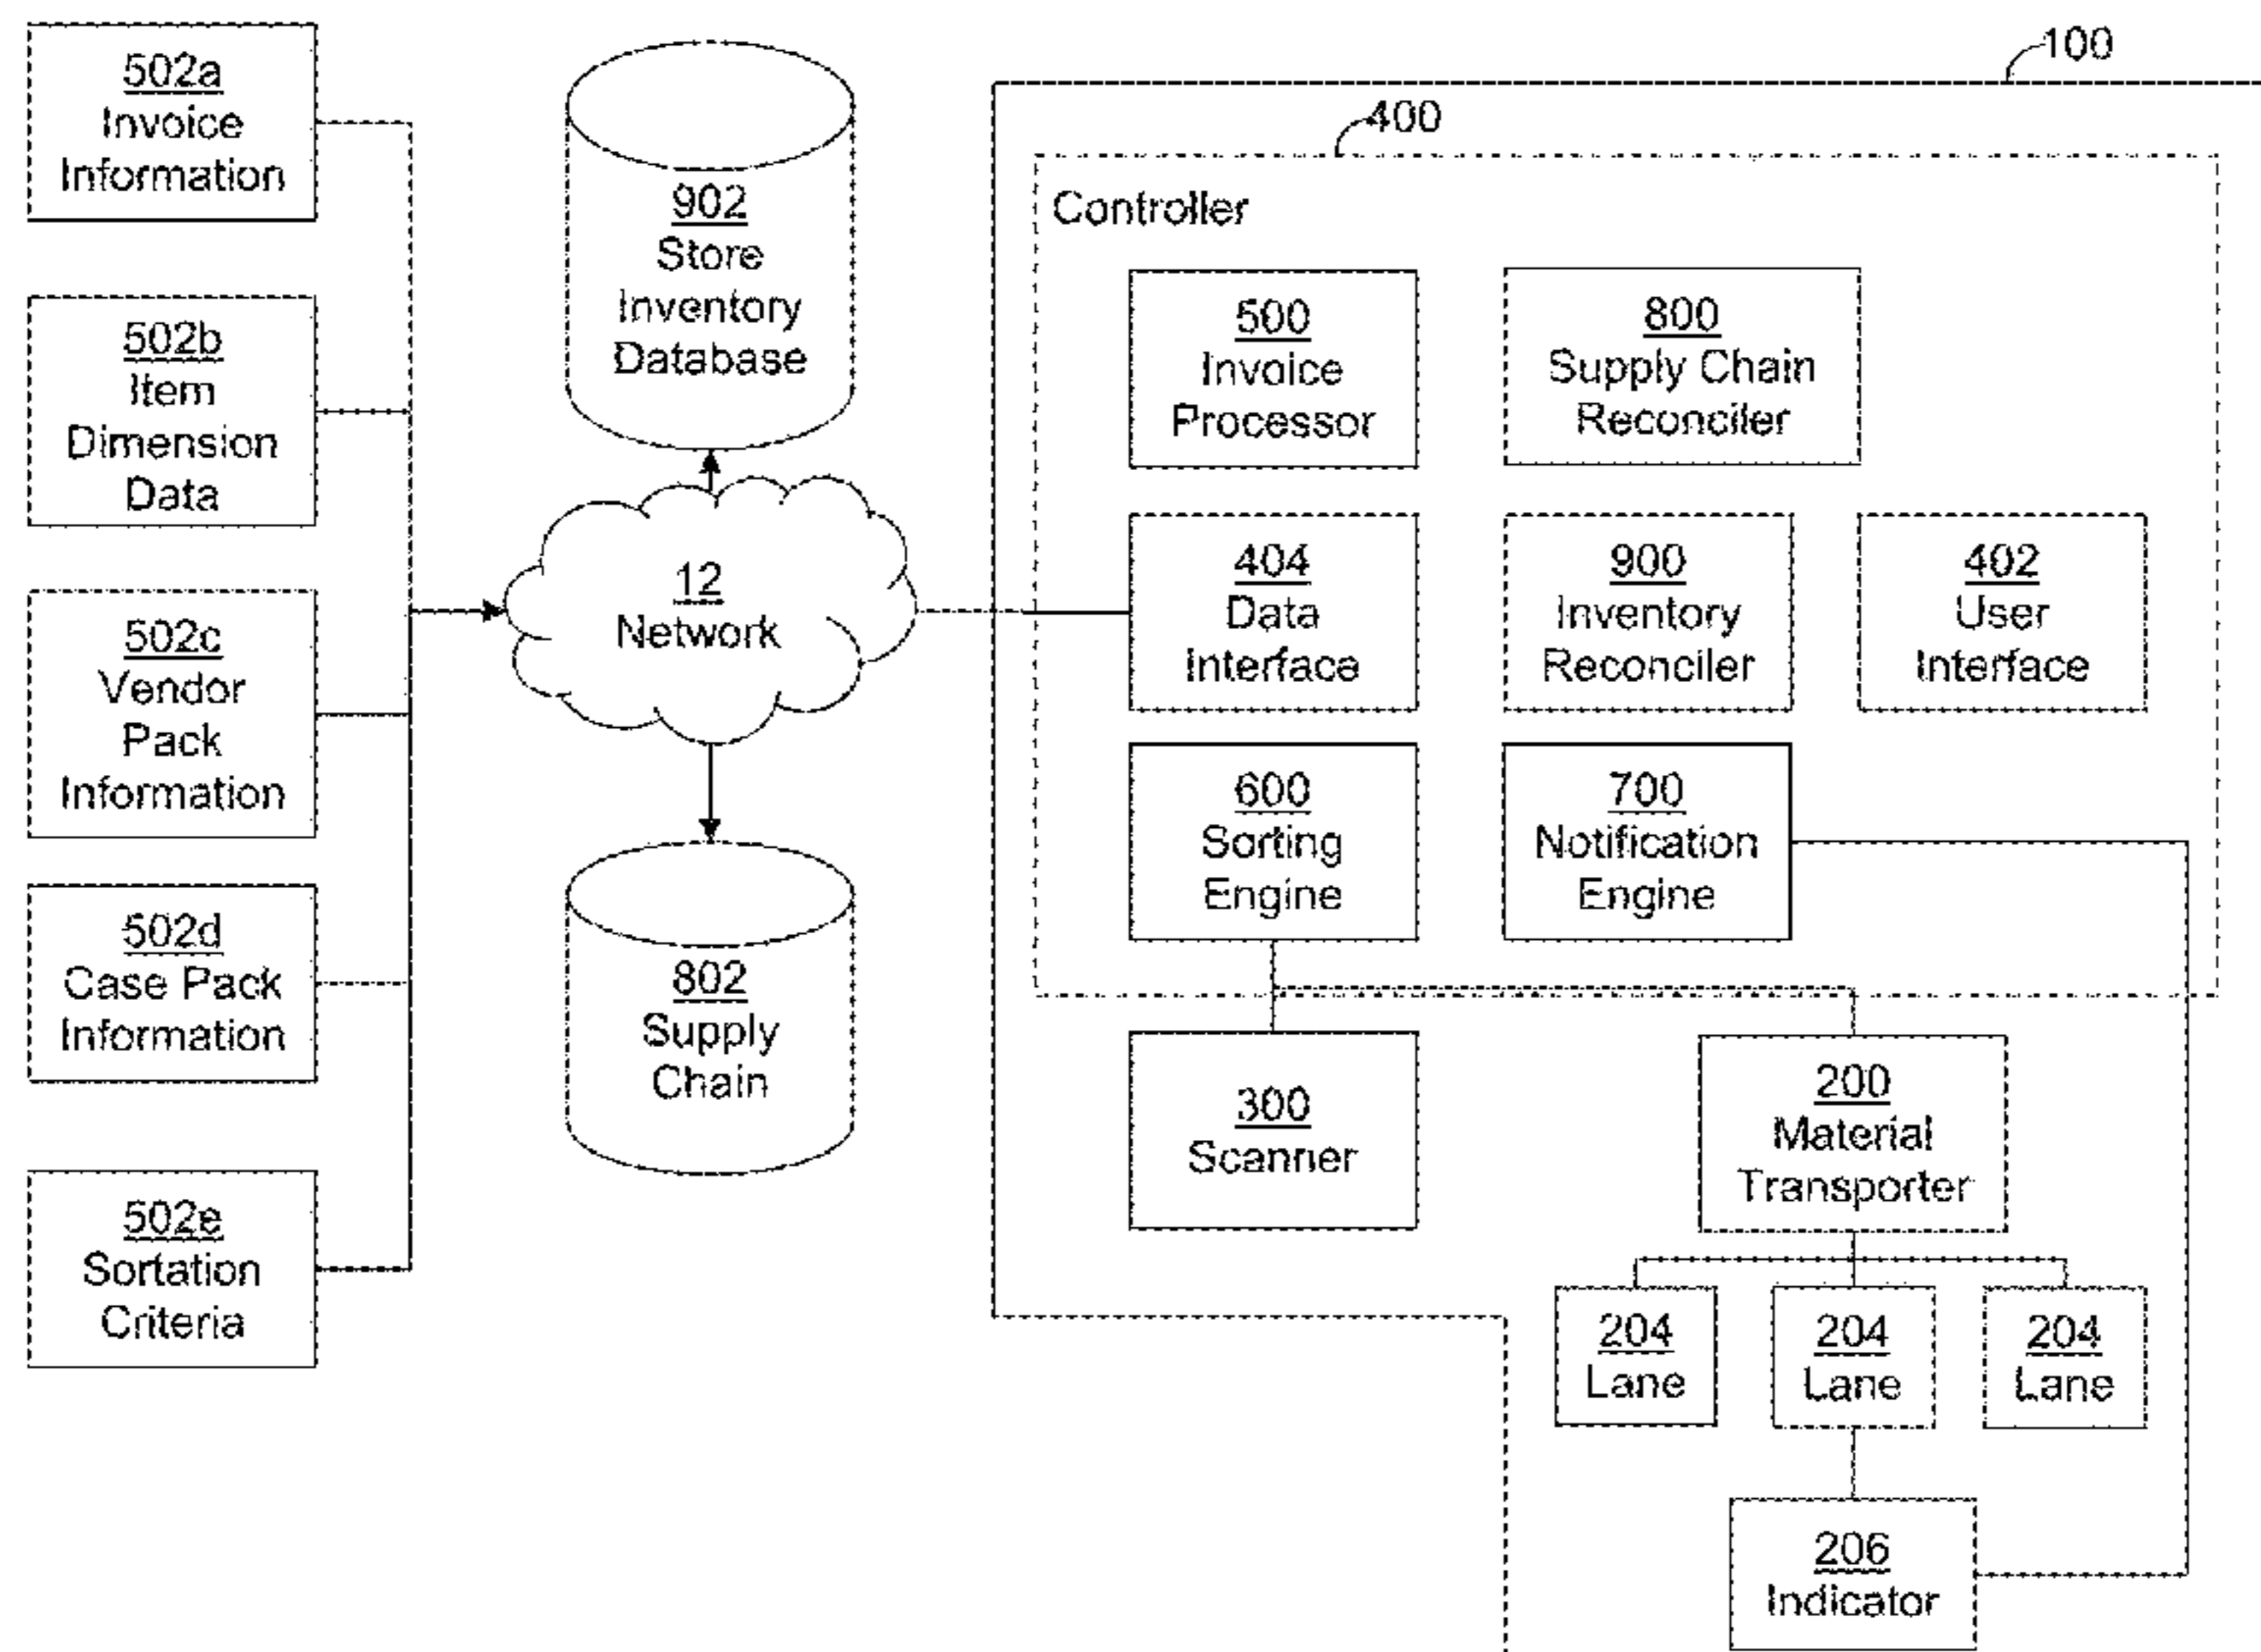 502a
Invoice
Information
502b
Item
Dimension
Data
502c
Vendor
Pack
Information
502d
Case Pack
Information
502e
Sortation
Criteria
902
Store
Inventory
Database
12
Network
802
Supply
Chain
100
400
Controller
500
Invoice
Processor
800
Supply Chain
Reconciler
404
Data
Interface
900
Inventory
Reconciler
402
User
Interface
600
Sorting
Engine
700
Notification
Engine
300
Scanner
200
Material
Transporter
204
Lane
204
Lane
204
Lane
206
Indicator